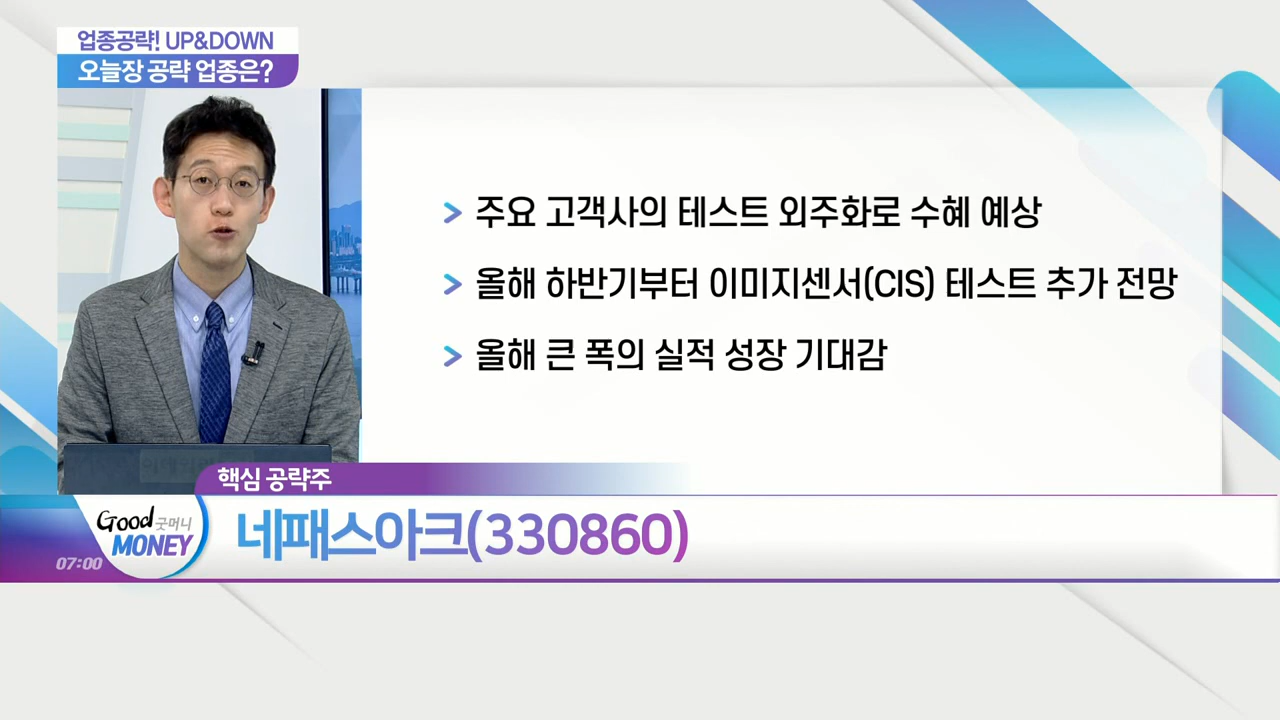 업종공략! UP&DOWN
오늘장 공략 업종은?
> 주요 고객사의 테스트 외주화로 수혜 예상
> 올해 하반기부터 이미지센서(CIS) 테스트 추가 전망
> 올해 큰 폭의 실적 성장 기대감
핵심 공략주
Good 굿머니
MONEY
네패스아크(330860)
07:00